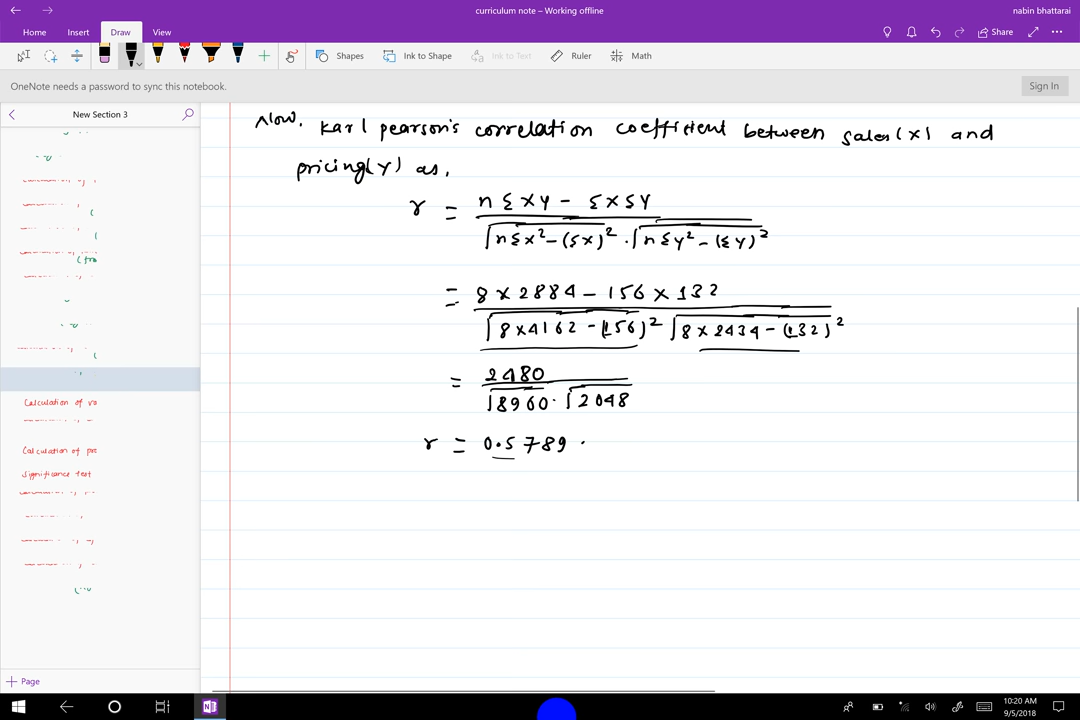 curriculum note – Working offline
nabin bhattarai
Home Insert Draw View
Share
Shapes Ink to Shape Ink to Text Ruler Math
OneNote needs a password to sync this notebook.
Sign In
New Section 3
Calculation of va
Calculation of pre
Significance test
Page
Now. Karl pearson's correlation coefficient between sales(X) and
pricing(Y) as,
r = nΣXY - ΣXΣY
√nΣX²-(ΣX)² . √nΣY²-(ΣY)²
= 8×2884 - 156×132
√8×4162-(156)² √8×2434-(132)²
= 2480
√8960. √2048
r = 0.5789.
10:20 AM
9/5/2018